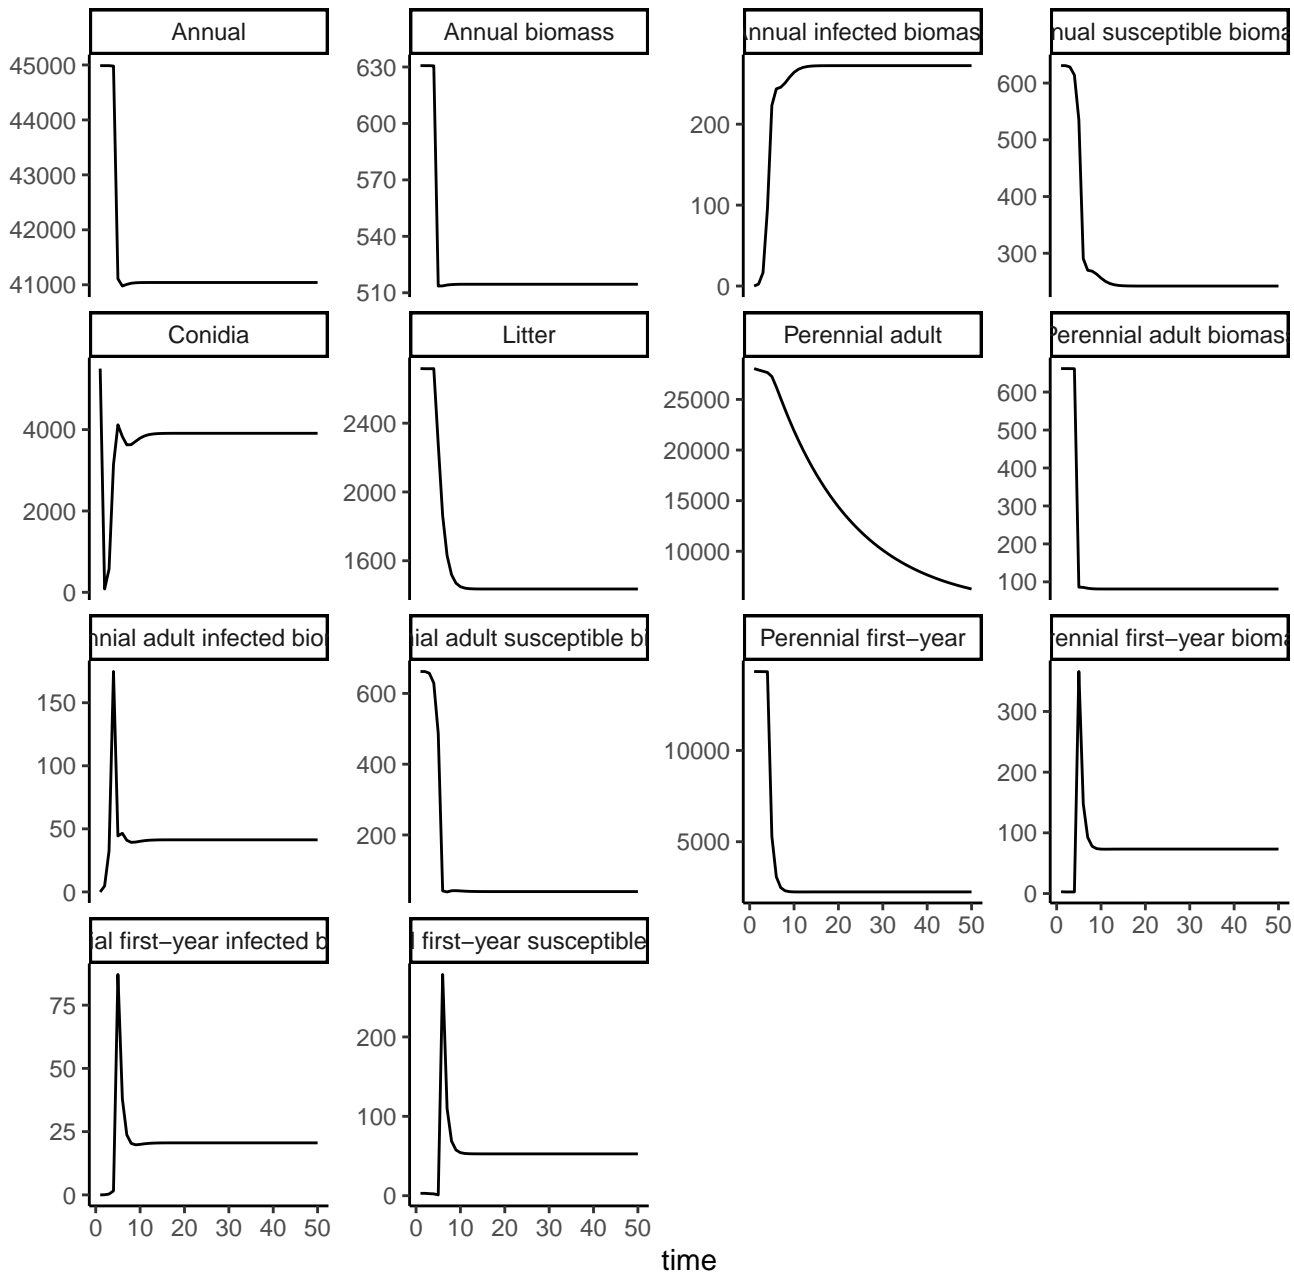 Annual
Annual biomass
Annual infected biomas
nual susceptible bioma
45000
44000
43000
42000
41000
630
600
570
540
510
200
100
0
600
500
400
300
Conidia
Litter
Perennial adult
Perennial adult biomas
4000
2000
0
2400
2000
1600
25000
20000
15000
10000
600
500
400
300
200
100
nnial adult infected bio
ial adult susceptible bi
Perennial first−year
rennial first−year bioma
150
100
50
0
600
400
200
10000
5000
300
200
100
0
0 10 20 30 40 50
0 10 20 30 40 50
ial first−year infected b
l first−year susceptible
75
50
25
0
200
100
0
0 10 20 30 40 50
0 10 20 30 40 50
time